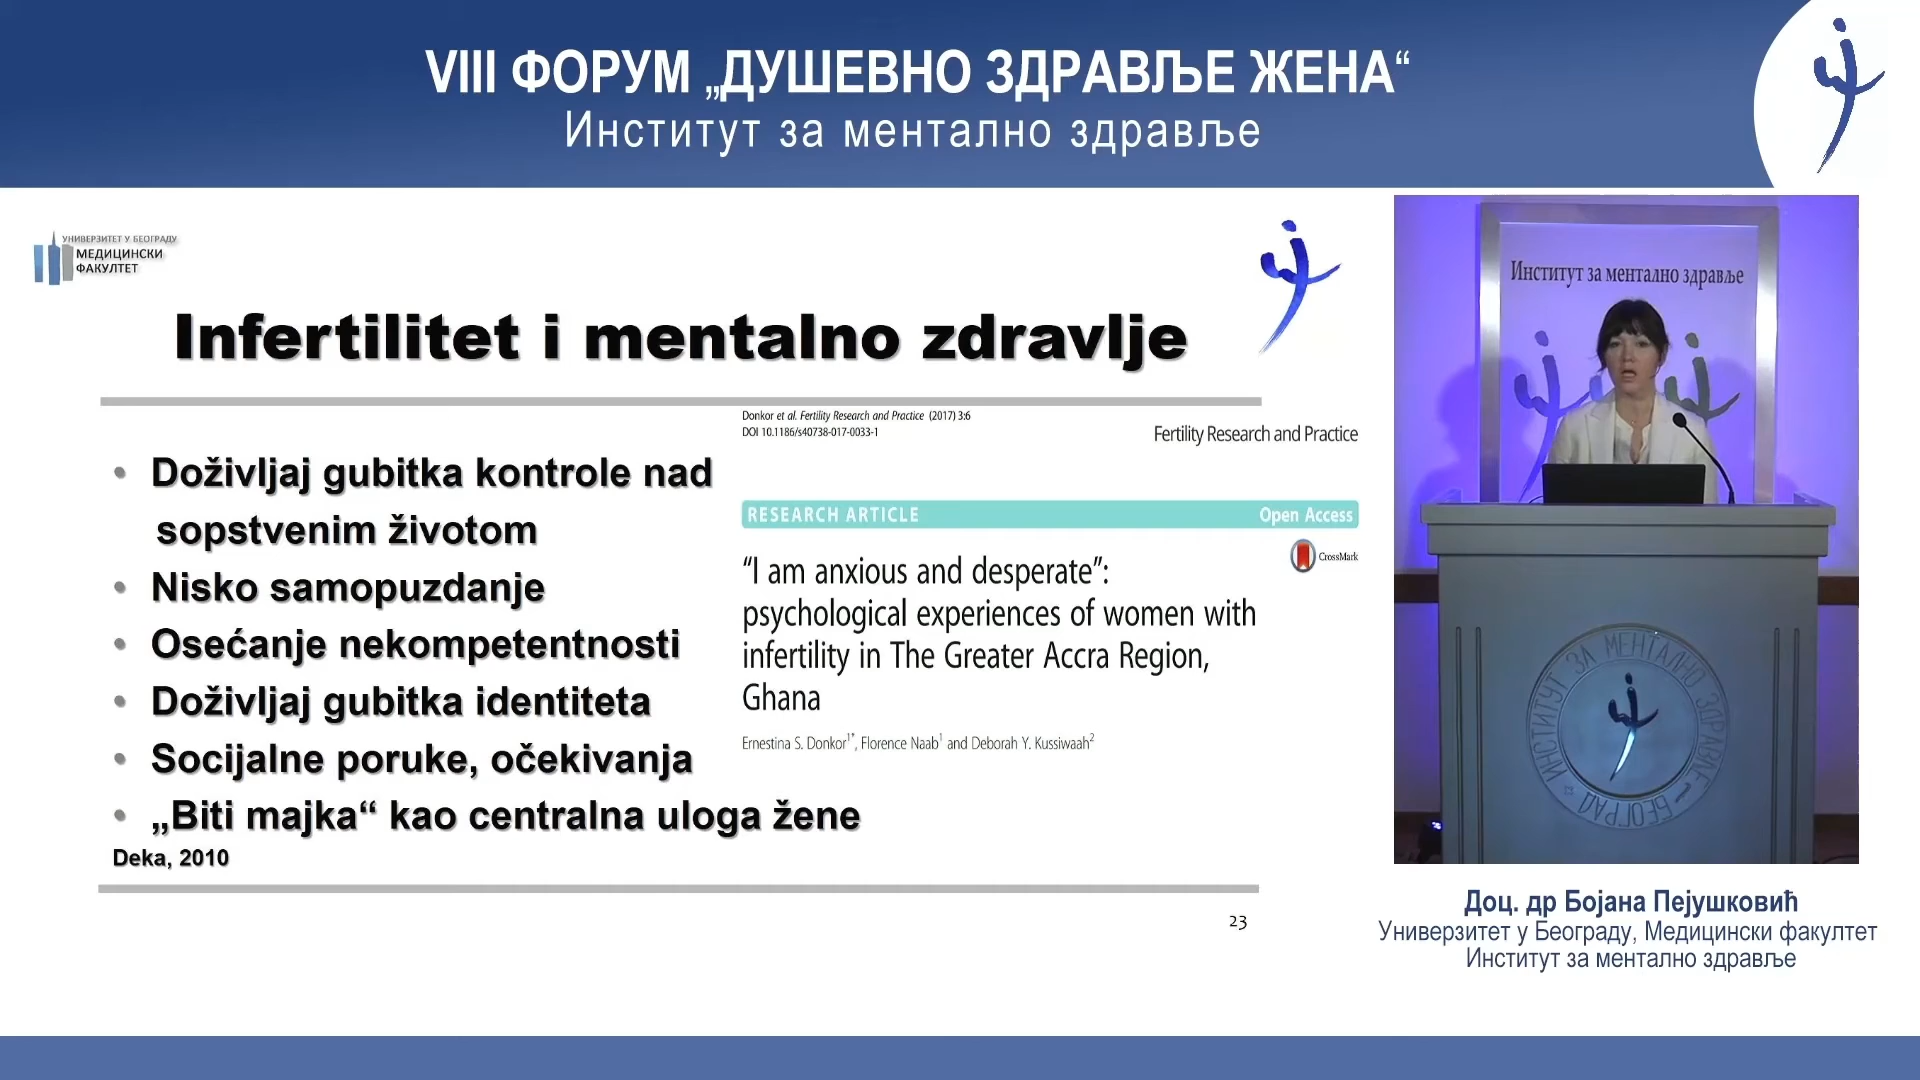 VIII ФОРУМ „ДУШЕВНО ЗДРАВЉЕ ЖЕНА“
Институт за ментално здравље
УНИВЕРЗИТЕТ У БЕОГРАДУ
МЕДИЦИНСКИ
ФАКУЛТЕТ
Infertilitet i mentalno zdravlje
• Doživljaj gubitka kontrole nad
sopstvenim životom
• Nisko samopuzdanje
• Osećanje nekompetentnosti
• Doživljaj gubitka identiteta
• Socijalne poruke, očekivanja
• „Biti majka“ kao centralna uloga žene
Deka, 2010
Donkor et al. Fertility Research and Practice (2017) 3:6
DOI 10.1186/s40738-017-0033-1
Fertility Research and Practice
RESEARCH ARTICLE Open Access
CrossMark
“I am anxious and desperate”:
psychological experiences of women with
infertility in The Greater Accra Region,
Ghana
Ernestina S. Donkor1*, Florence Naab1 and Deborah Y. Kussiwaah2
23
Институт за ментално здравље
ИНСТИТУТ ЗА МЕНТАЛНО ЗДРАВЉЕ
БЕОГРАД
Доц. др Бојана Пејушковић
Универзитет у Београду, Медицински факултет
Институт за ментално здравље